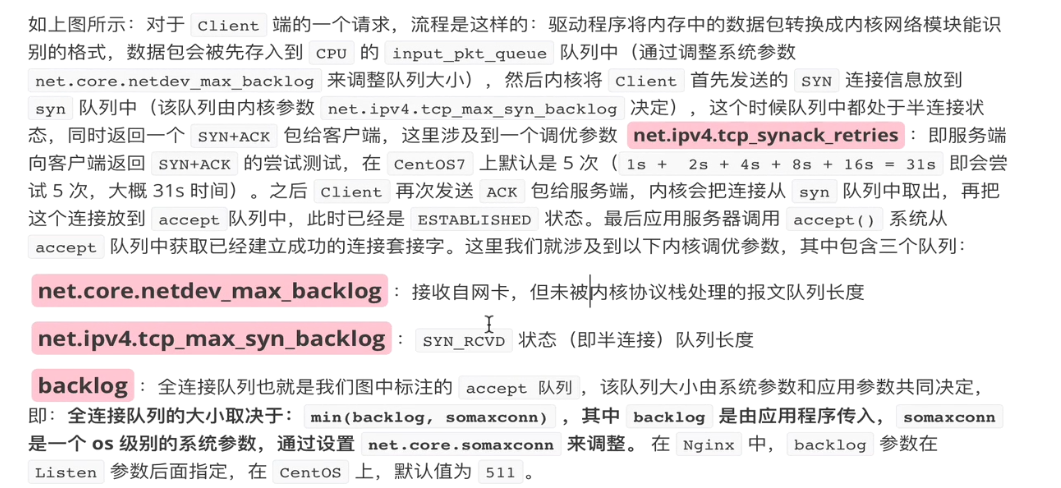 如上图所示：对于 Client 端的一个请求，流程是这样的：驱动程序将内存中的数据包转换成内核网络模块能识
别的格式，数据包会被先存入到 CPU 的 input_pkt_queue 队列中（通过调整系统参数
net.core.netdev_max_backlog 来调整队列大小），然后内核将 Client 首先发送的 SYN 连接信息放到
syn 队列中（该队列由内核参数 net.ipv4.tcp_max_syn_backlog 决定），这个时候队列中都处于半连接状
态，同时返回一个 SYN+ACK 包给客户端，这里涉及到一个调优参数 net.ipv4.tcp_synack_retries：即服务端
向客户端返回 SYN+ACK 的尝试测试，在 CentOS7 上默认是 5 次（1s + 2s + 4s + 8s + 16s = 31s 即会尝
试 5 次，大概 31s 时间）。之后 Client 再次发送 ACK 包给服务端，内核会把连接从 syn 队列中取出，再把
这个连接放到 accept 队列中，此时已经是 ESTABLISHED 状态。最后应用服务器调用 accept() 系统从
accept 队列中获取已经建立成功的连接套接字。这里我们就涉及到以下内核调优参数，其中包含三个队列：
net.core.netdev_max_backlog：接收自网卡，但未被内核协议栈处理的报文队列长度
net.ipv4.tcp_max_syn_backlog：SYN_RCVD 状态（即半连接）队列长度
backlog：全连接队列也就是我们图中标注的 accept 队列，该队列大小由系统参数和应用参数共同决定，
即：全连接队列的大小取决于：min(backlog, somaxconn) ，其中 backlog 是由应用程序传入，somaxconn
是一个 os 级别的系统参数，通过设置 net.core.somaxconn 来调整。在 Nginx 中，backlog 参数在
Listen 参数后面指定，在 CentOS 上，默认值为 511 。